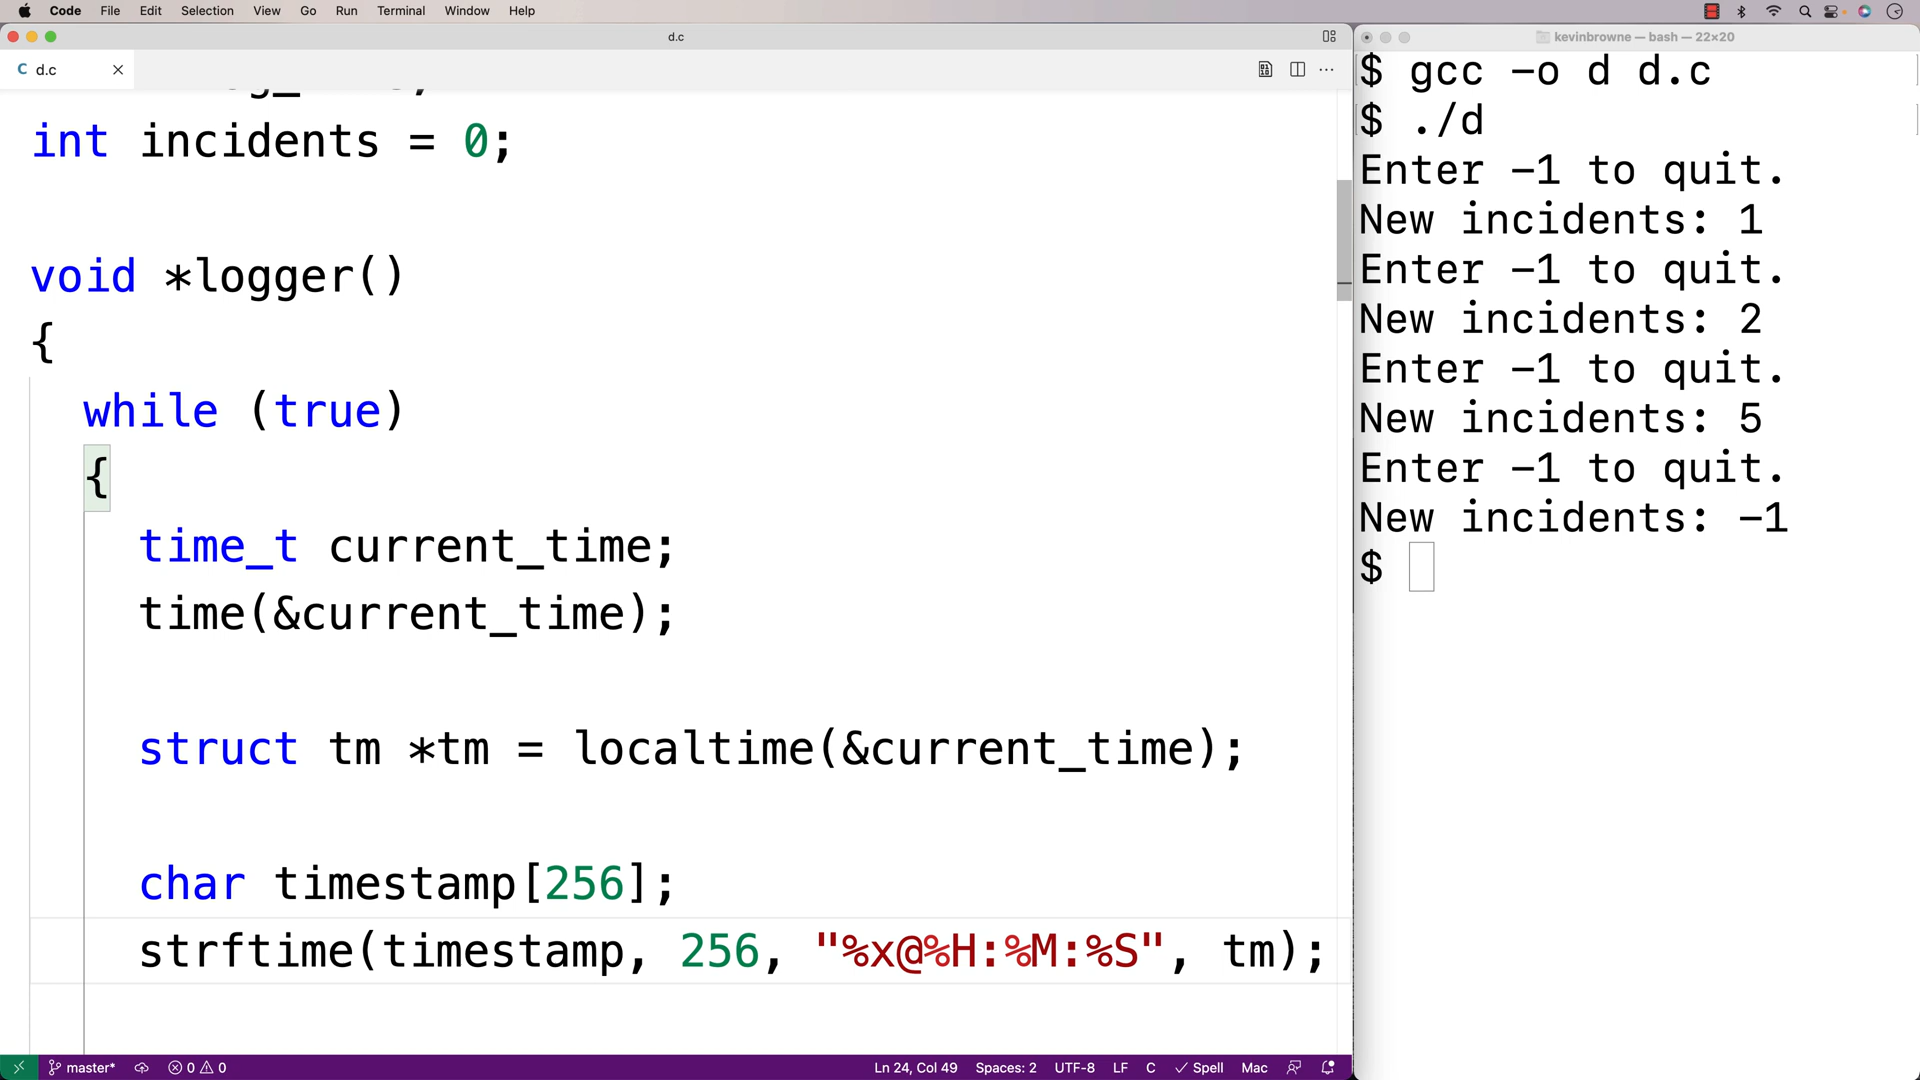 Code File Edit Selection View Go Run Terminal Window Help
d.c
C d.c
int incidents = 0;
void *logger()
{
while (true)
{
time_t current_time;
time(&current_time);
struct tm *tm = localtime(&current_time);
char timestamp[256];
strftime(timestamp, 256, "%x@%H:%M:%S", tm);
master* 0 0 Ln 24, Col 49 Spaces: 2 UTF-8 LF C Spell Mac
kevinbrowne — bash — 22×20
$ gcc -o d d.c
$ ./d
Enter -1 to quit.
New incidents: 1
Enter -1 to quit.
New incidents: 2
Enter -1 to quit.
New incidents: 5
Enter -1 to quit.
New incidents: -1
$